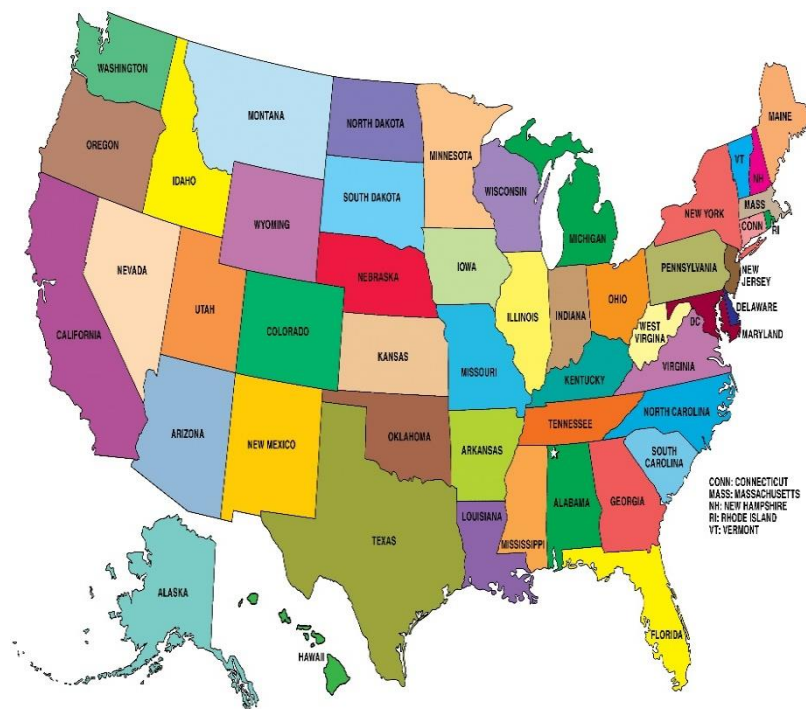 WASHINGTON
OREGON
IDAHO
MONTANA
NORTH DAKOTA
MINNESOTA
SOUTH DAKOTA
WYOMING
WISCONSIN
MICHIGAN
MAINE
VT
NH
MASS
CONN
RI
NEW YORK
PENNSYLVANIA
NEW
JERSEY
DELAWARE
MARYLAND
DC
NEVADA
CALIFORNIA
UTAH
COLORADO
NEBRASKA
IOWA
ILLINOIS
INDIANA
OHIO
WEST
VIRGINA
VIRGINIA
KANSAS
MISSOURI
KENTUCKY
ARIZONA
NEW MEXICO
OKLAHOMA
ARKANSAS
TENNESSEE
NORTH CAROLINA
SOUTH
CAROLINA
TEXAS
LOUISIANA
MISSISSIPPI
ALABAMA
GEORGIA
FLORIDA
ALASKA
HAWAII
CONN: CONNECTICUT
MASS: MASSACHUSETTS
NH: NEW HAMPSHIRE
RI: RHODE ISLAND
VT: VERMONT